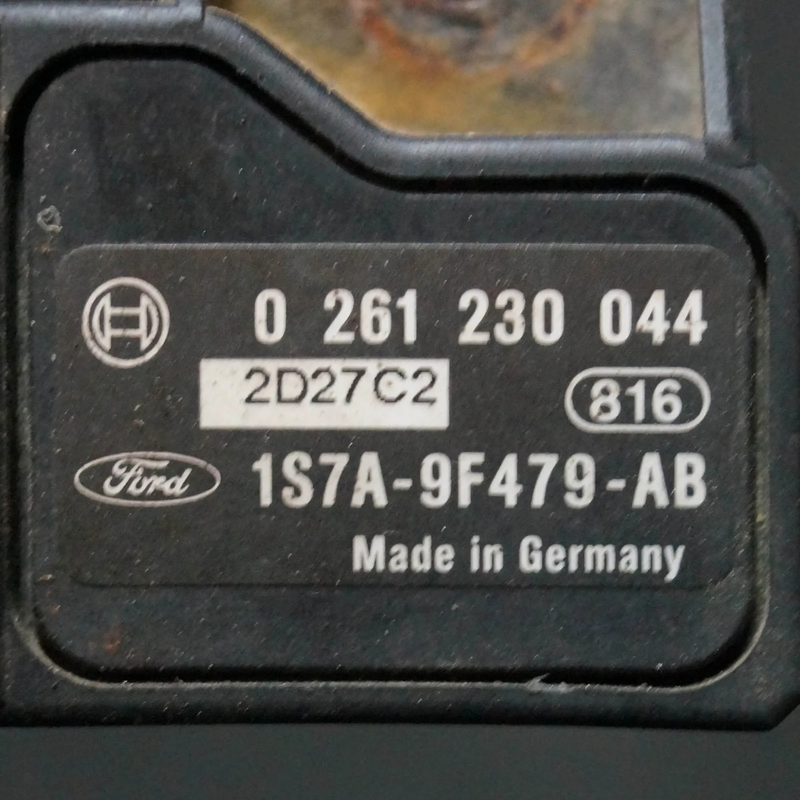 0 261 230 044
2D27C2
816
Ford 1S7A-9F479-AB
Made in Germany